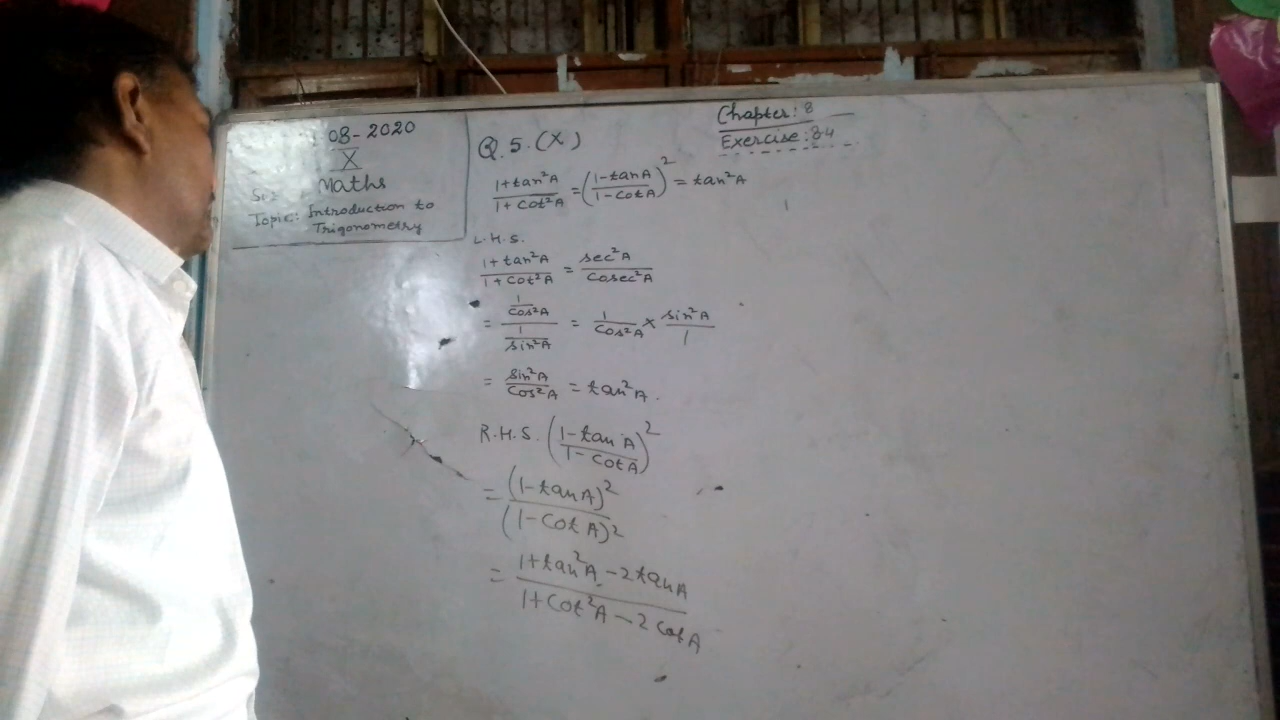 08-2020
X
Maths
Topic: Introduction to
Trigonometry
Chapter: 8
Exercise: 8.4
Q. 5. (X)
1+tan²A / 1+Cot²A = (1-tanA / 1-CotA)² = tan²A
L.H.S.
1+tan²A / 1+Cot²A = sec²A / Cosec²A
= (1/Cos²A) / (1/sin²A) = 1/Cos²A × sin²A/1
= sin²A / Cos²A = tan²A.
R.H.S. (1-tanA / 1-CotA)²
= (1-tanA)² / (1-CotA)²
= 1+tan²A-2tanA / 1+Cot²A-2CotA